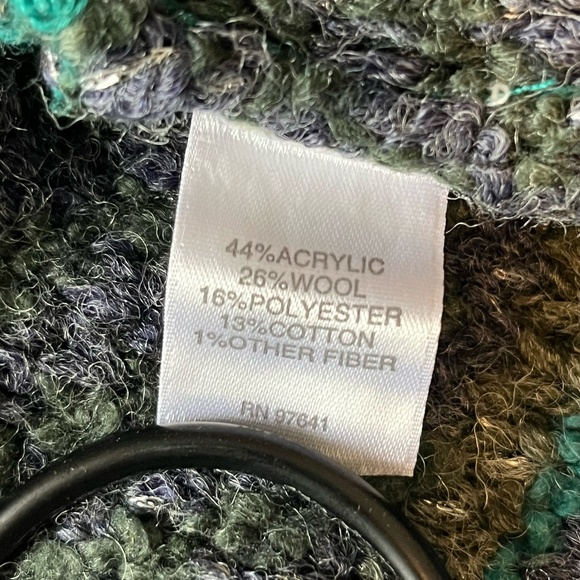 44%ACRYLIC
26%WOOL
16%POLYESTER
13%COTTON
1%OTHER FIBER
RN 97641